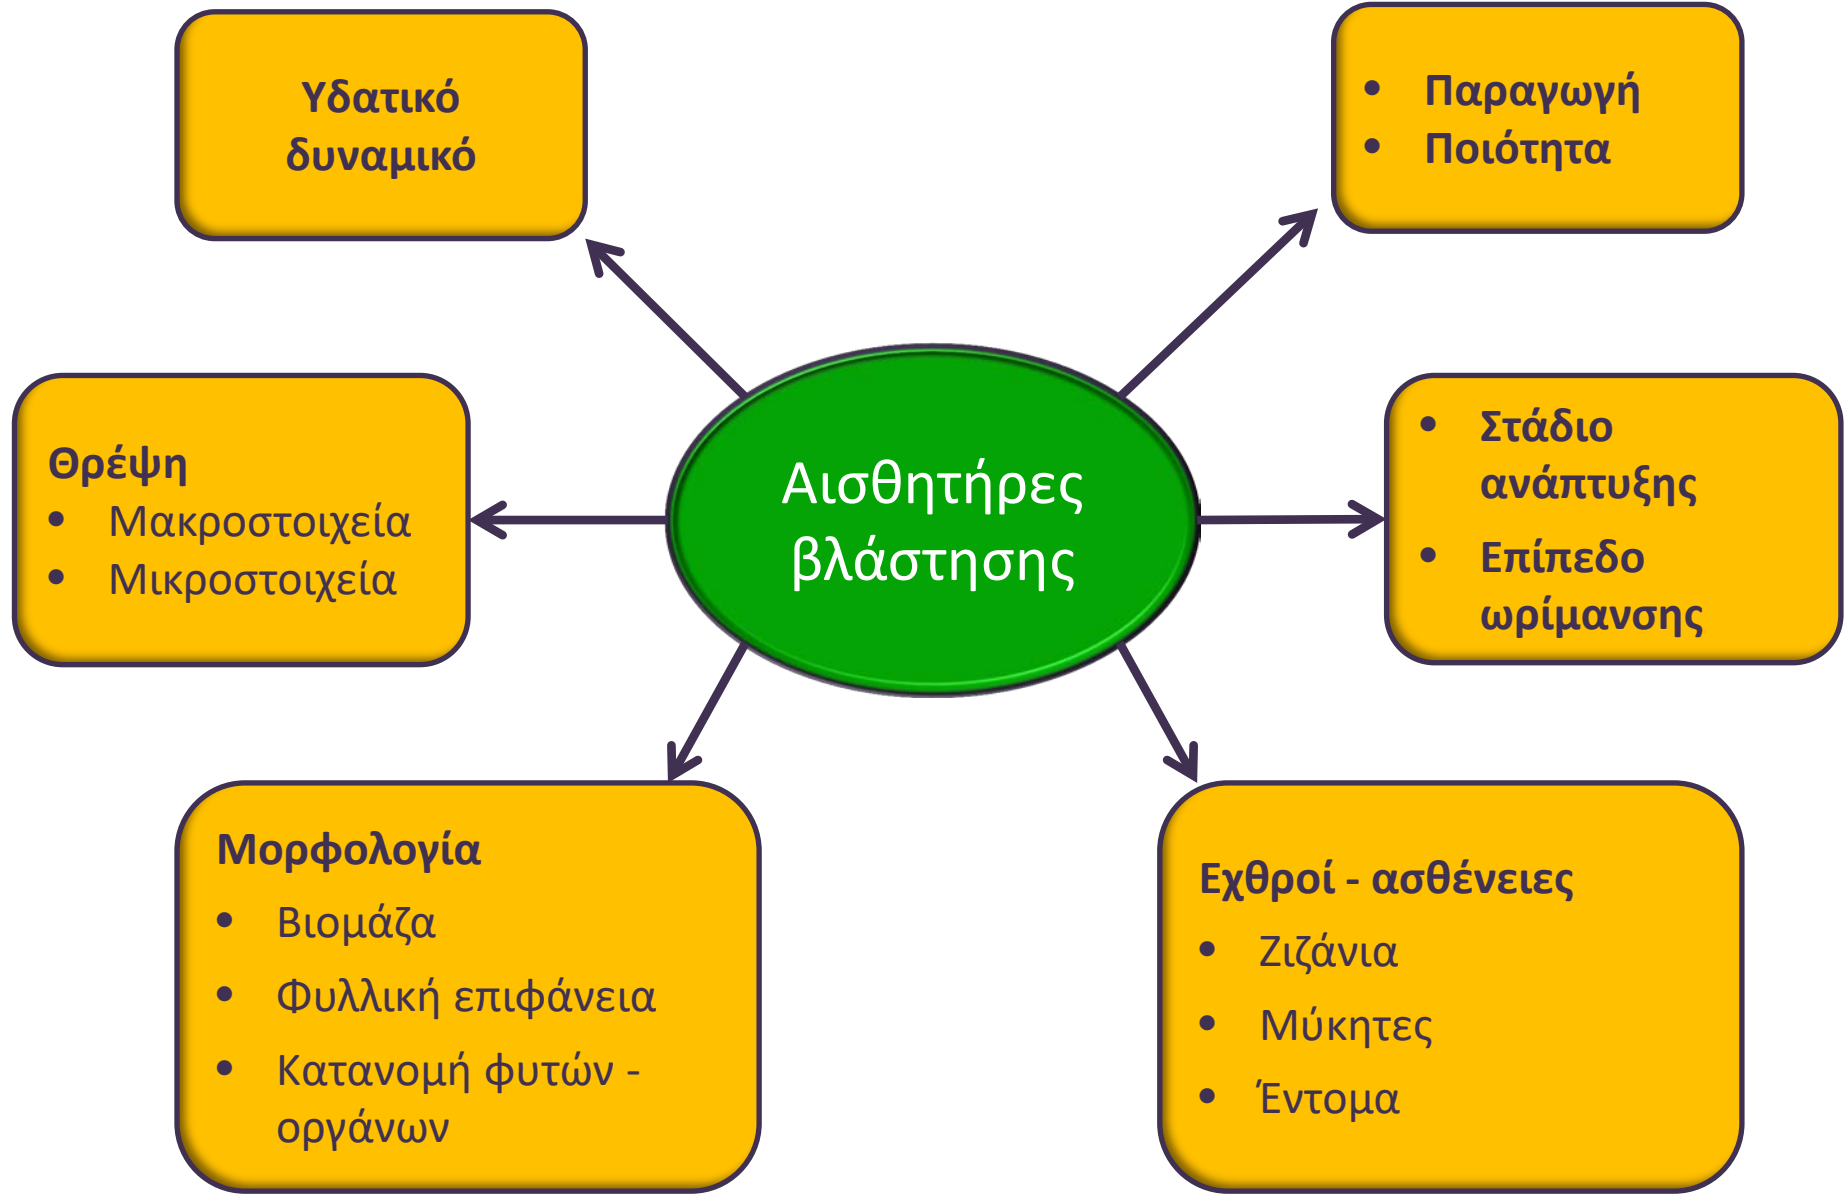 Υδατικό
δυναμικό
• Παραγωγή
• Ποιότητα
Θρέψη
• Μακροστοιχεία
• Μικροστοιχεία
Αισθητήρες
βλάστησης
• Στάδιο
ανάπτυξης
• Επίπεδο
ωρίμανσης
Μορφολογία
• Βιομάζα
• Φυλλική επιφάνεια
• Κατανομή φυτών -
οργάνων
Εχθροί - ασθένειες
• Ζιζάνια
• Μύκητες
• Έντομα